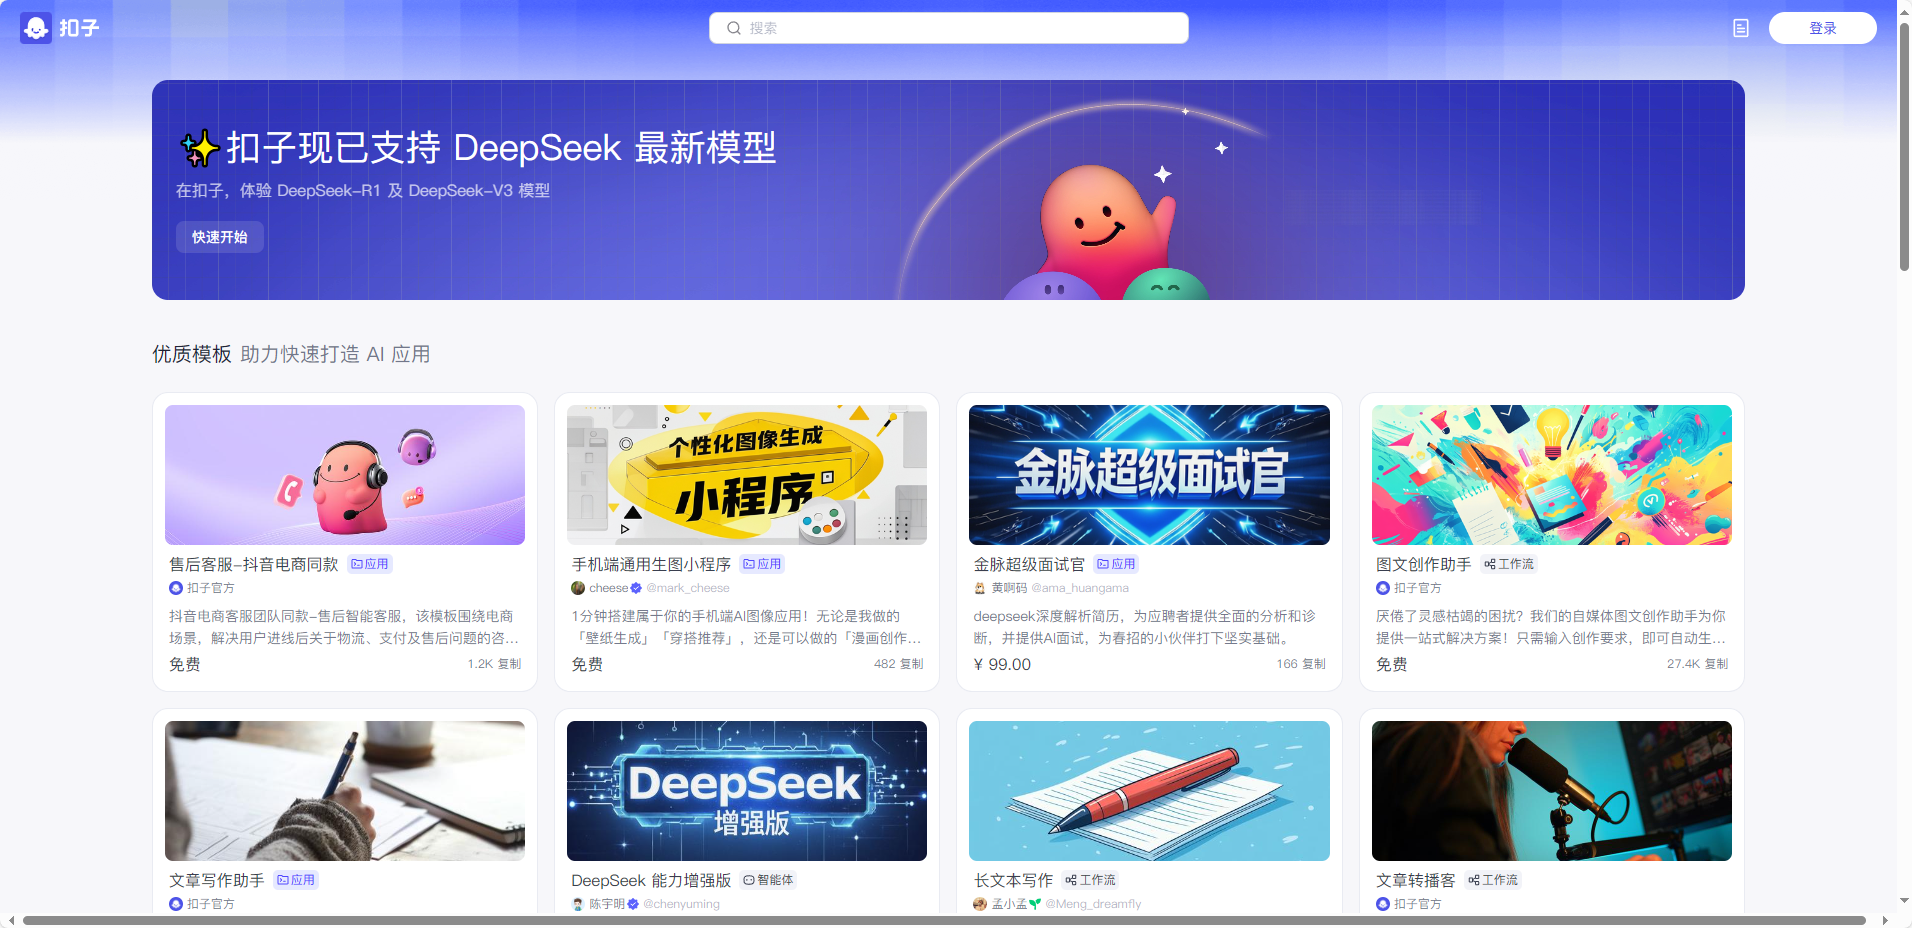 扣子
搜索
登录
✨扣子现已支持 DeepSeek 最新模型
在扣子，体验 DeepSeek-R1 及 DeepSeek-V3 模型
快速开始
优质模板 助力快速打造 AI 应用
售后客服-抖音电商同款 应用
扣子官方
抖音电商客服团队同款-售后智能客服，该模板围绕电商
场景，解决用户进线后关于物流、支付及售后问题的咨...
免费 1.2K 复制
个性化图像生成
小程序
手机端通用生图小程序 应用
cheese @mark_cheese
1分钟搭建属于你的手机端AI图像应用！无论是我做的
「壁纸生成」「穿搭推荐」，还是可以做的「漫画创作...
免费 482 复制
金脉超级面试官
金脉超级面试官 应用
黄啊码 @ama_huangama
deepseek深度解析简历，为应聘者提供全面的分析和诊
断，并提供AI面试，为春招的小伙伴打下坚实基础。
¥ 99.00 166 复制
图文创作助手 工作流
扣子官方
厌倦了灵感枯竭的困扰？我们的自媒体图文创作助手为你
提供一站式解决方案！只需输入创作要求，即可自动生...
免费 27.4K 复制
文章写作助手 应用
扣子官方
DeepSeek
增强版
DeepSeek 能力增强版 智能体
陈宇明 @chenyuming
长文本写作 工作流
孟小孟 @Meng_dreamfly
文章转播客 工作流
扣子官方